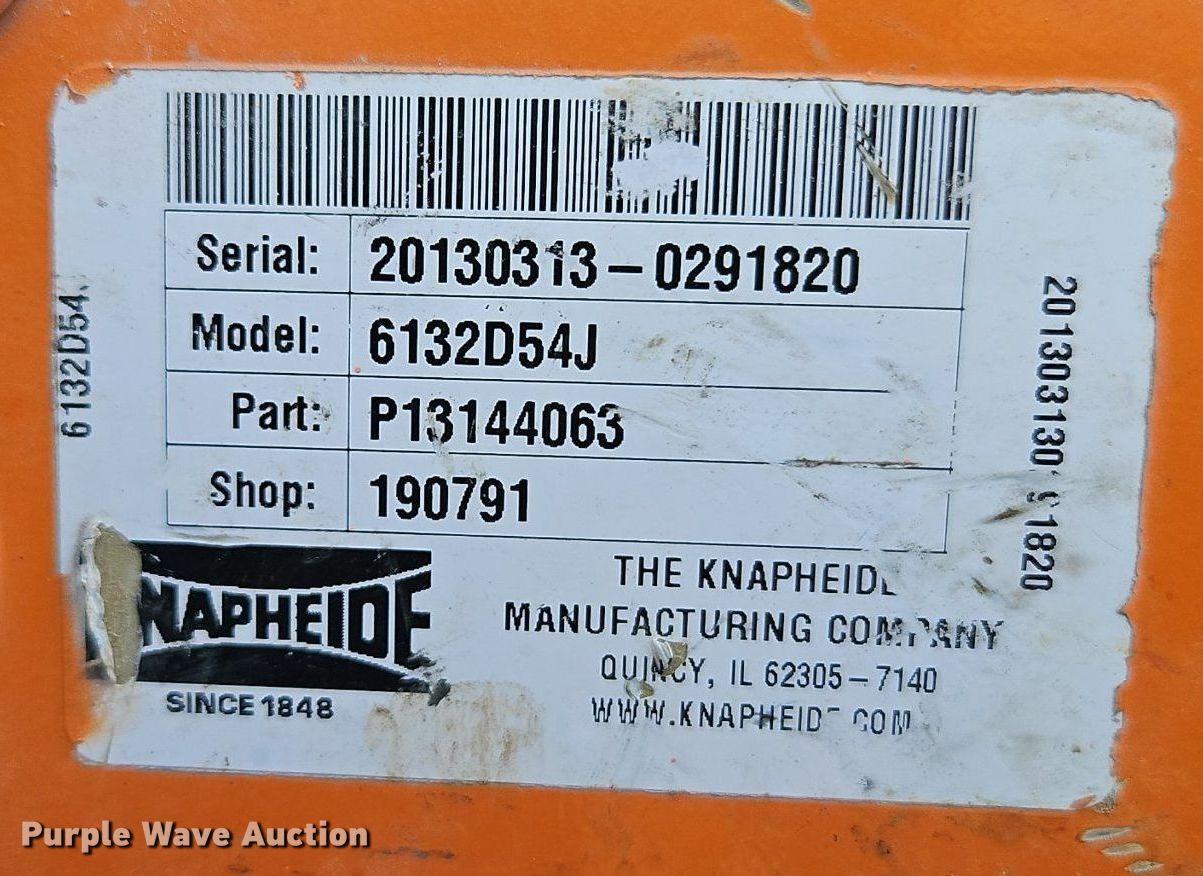 Serial: 20130313-0291820
Model: 6132D54J
Part: P13144063
Shop: 190791
6132D54
KNAPHEIDE
SINCE 1848
THE KNAPHEIDE
MANUFACTURING COMPANY
QUINCY, IL 62305-7140
WWW.KNAPHEIDE.COM
Purple Wave Auction